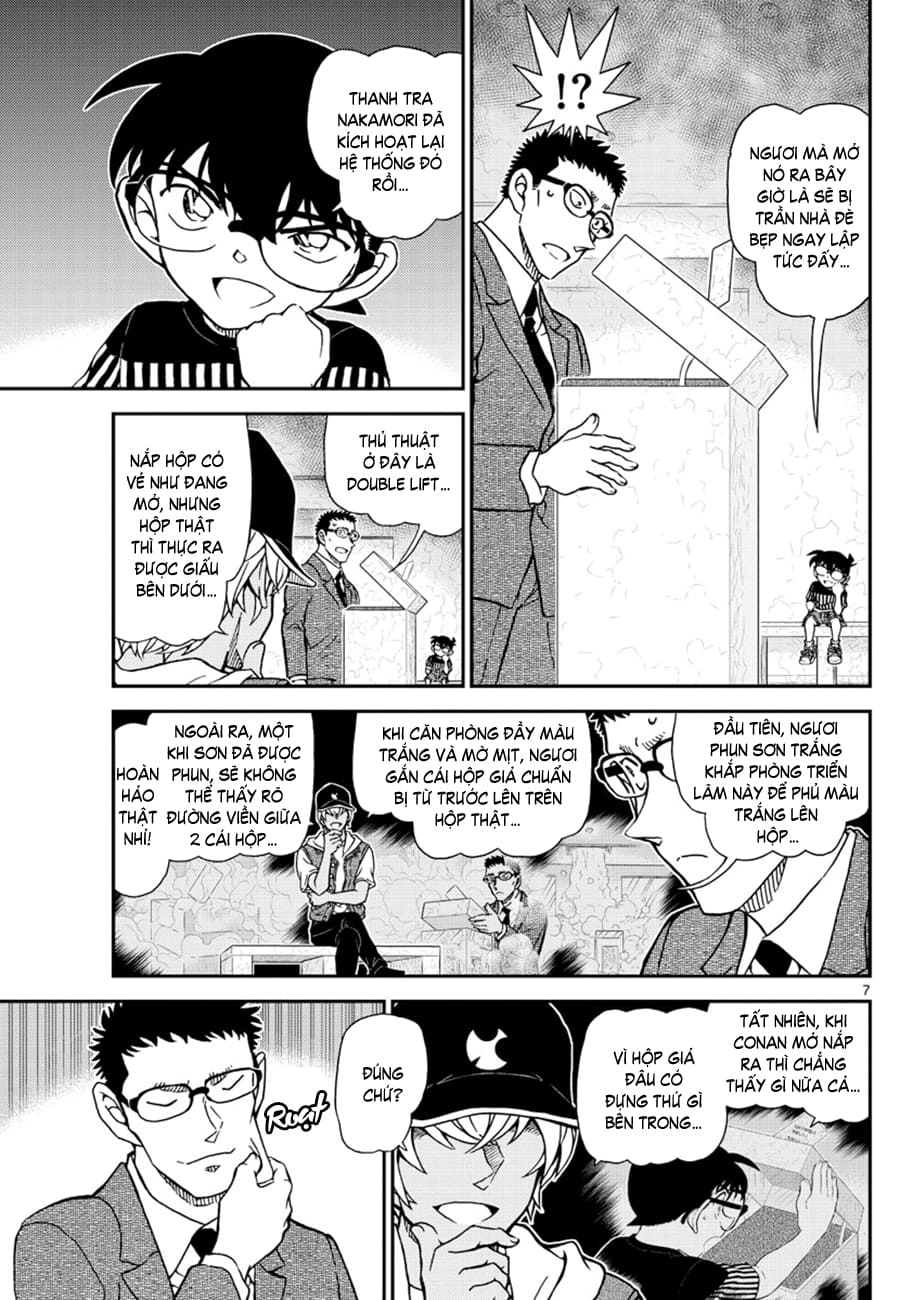 !?
NGƯƠI MÀ MỞ
NÓ RA BÂY
GIỜ LÀ SẼ BỊ
TRẦN NHÀ ĐÈ
BẸP NGAY LẬP
TỨC ĐẤY...
THANH TRA
NAKAMORI ĐÃ
KÍCH HOẠT LẠI
HỆ THỐNG ĐÓ
RỒI...
THỦ THUẬT
Ở ĐÂY LÀ
DOUBLE LIFT...
NẮP HỘP CÓ
VẺ NHƯ ĐANG
MỞ, NHƯNG
HỘP THẬT
THÌ THỰC RA
ĐƯỢC GIẤU
BÊN DƯỚI...
ĐẦU TIÊN, NGƯƠI
PHUN SƠN TRẮNG
KHẮP PHÒNG TRIỂN
LÃM NÀY ĐỂ PHỦ MÀU
TRẮNG LÊN
HỘP...
KHI CĂN PHÒNG ĐẦY MÀU
TRẮNG VÀ MỜ MỊT, NGƯƠI
GẮN CÁI HỘP GIẢ CHUẨN
BỊ TỪ TRƯỚC LÊN TRÊN
HỘP THẬT...
NGOÀI RA, MỘT
KHI SƠN ĐÃ ĐƯỢC
PHUN, SẼ KHÔNG
THỂ THẤY RÕ
ĐƯỜNG VIỀN GIỮA
2 CÁI HỘP...
HOÀN
HẢO
THẬT
NHỈ!
7
TẤT NHIÊN, KHI
CONAN MỞ NẮP
RA THÌ CHẲNG
THẤY GÌ NỮA CẢ...
VÌ HỘP GIẢ
ĐÂU CÓ
ĐỰNG THỨ GÌ
BÊN TRONG...
ĐÚNG
CHỨ?
Rượt